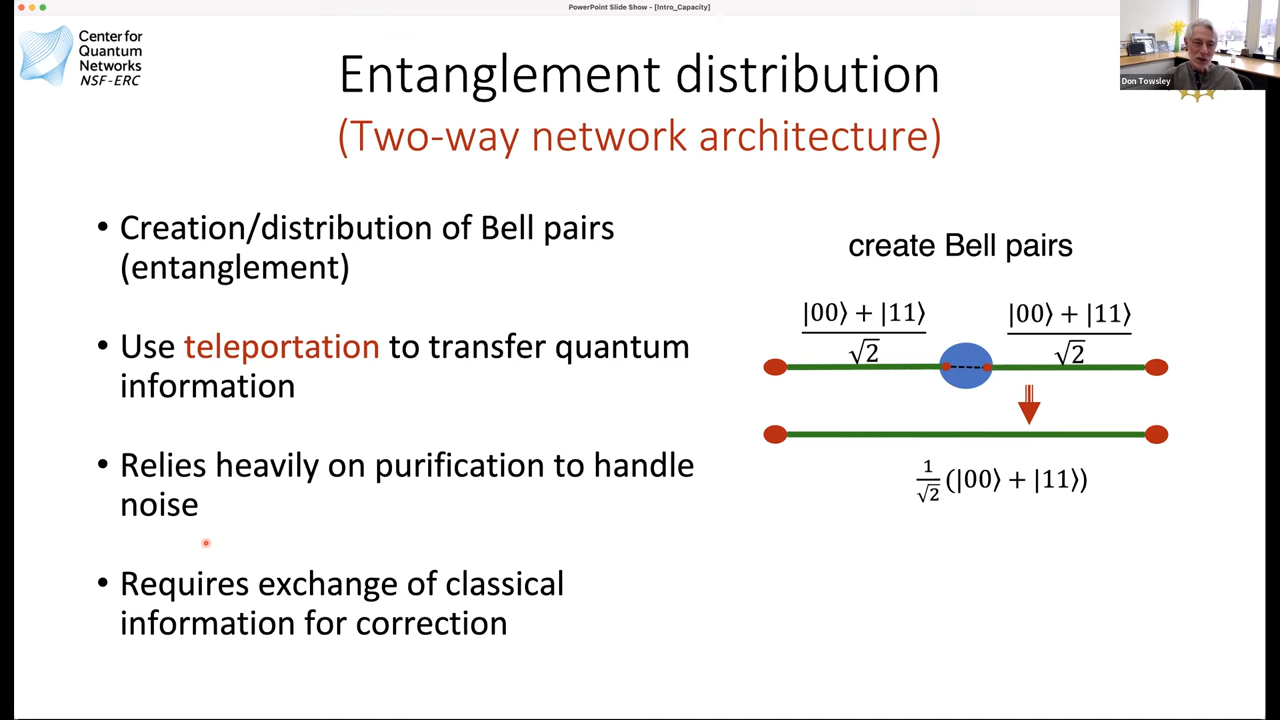 PowerPoint Slide Show - [Intro_Capacity]
Center for
Quantum
Networks
NSF-ERC
Don Towsley
Entanglement distribution
(Two-way network architecture)
• Creation/distribution of Bell pairs
(entanglement)
• Use teleportation to transfer quantum
information
• Relies heavily on purification to handle
noise
• Requires exchange of classical
information for correction
create Bell pairs
|00⟩ + |11⟩
√2
|00⟩ + |11⟩
√2
1/√2 (|00⟩ + |11⟩)